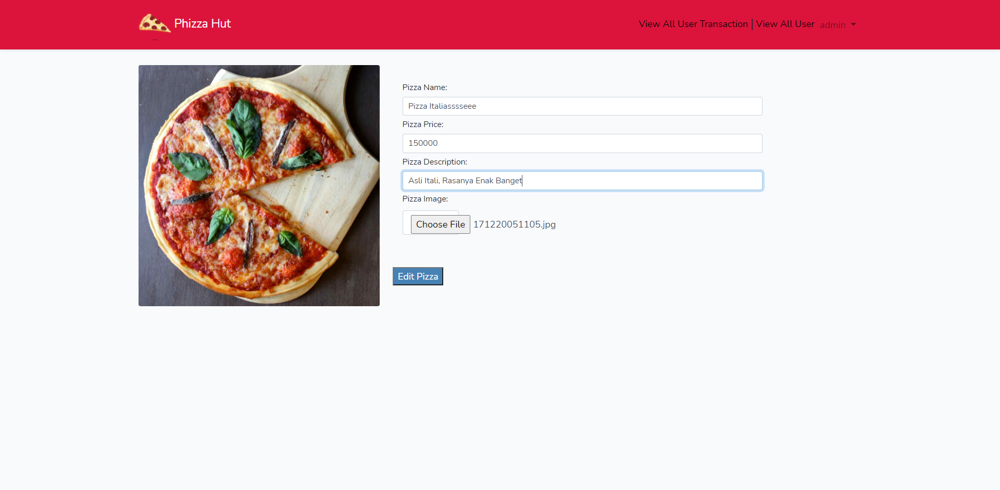 Phizza Hut
View All User Transaction | View All User admin
Pizza Name:
Pizza Italiasssseee
Pizza Price:
150000
Pizza Description:
Asli Itali, Rasanya Enak Banget
Pizza Image:
Choose File 171220051105.jpg
Edit Pizza